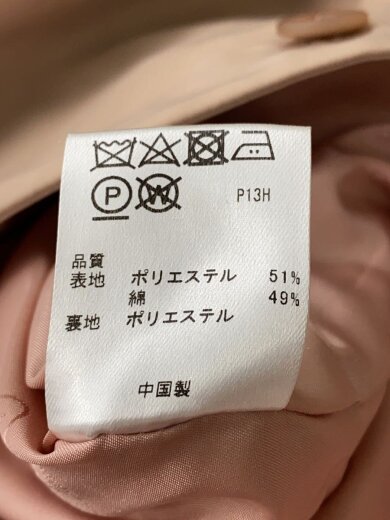 P W P13H
品質
表地 ポリエステル 51%
綿 49%
裏地 ポリエステル
中国製